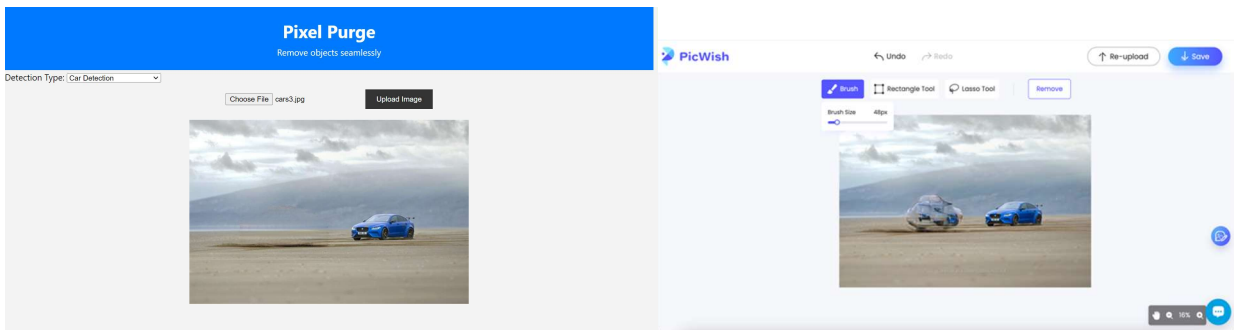 Pixel Purge
Remove objects seamlessly
Detection Type: Car Detection
Choose File cars3.jpg
Upload Image
PicWish
Undo
Redo
Re-upload
Save
Brush
Rectangle Tool
Lasso Tool
Remove
Brush Size 48px
16%